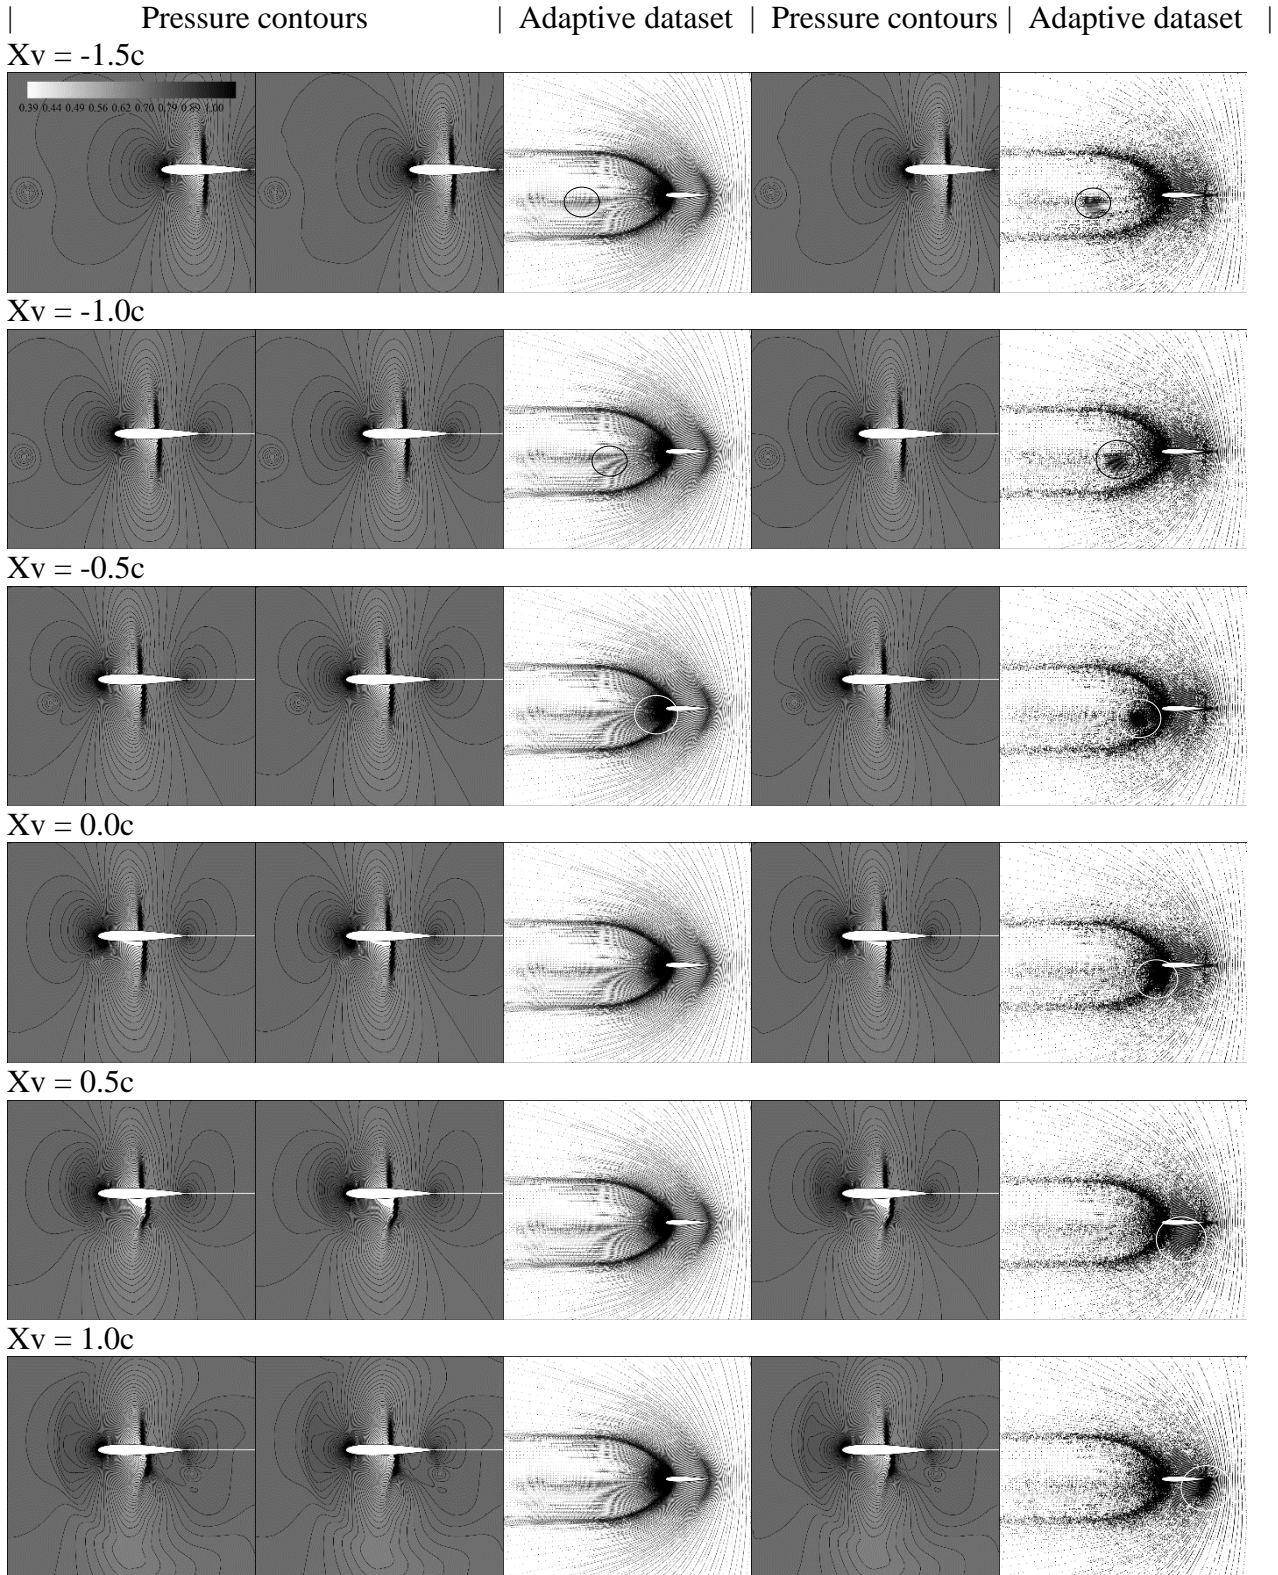 | Pressure contours | Adaptive dataset | Pressure contours | Adaptive dataset |
Xv = -1.5c
0.39 0.44 0.49 0.56 0.62 0.70 0.79 0.89 1.00
Xv = -1.0c
Xv = -0.5c
Xv = 0.0c
Xv = 0.5c
Xv = 1.0c